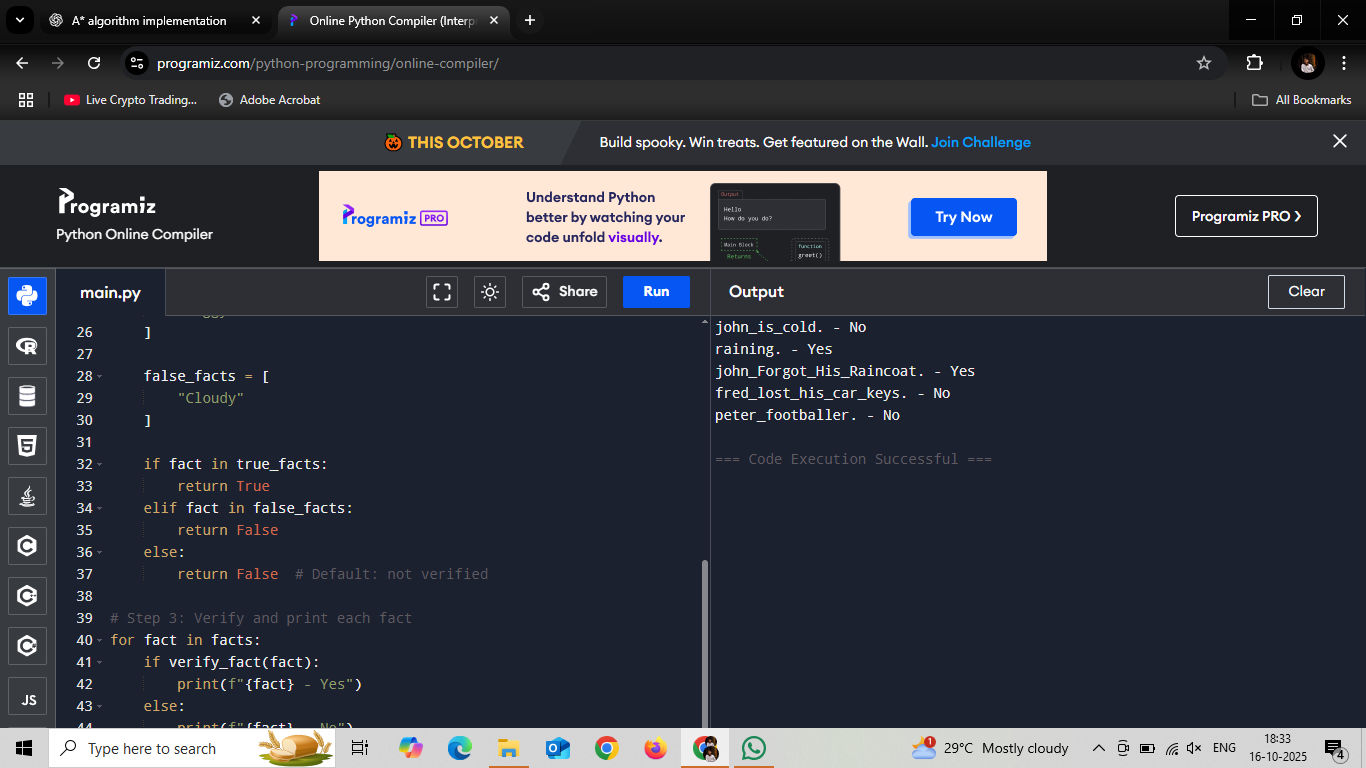 A* algorithm implementation
Online Python Compiler (Interp
programiz.com/python-programming/online-compiler/
Live Crypto Trading...
Adobe Acrobat
All Bookmarks
THIS OCTOBER
Build spooky. Win treats. Get featured on the Wall. Join Challenge
Programiz
Python Online Compiler
Programiz PRO
Understand Python
better by watching your
code unfold visually.
Output
Hello
How do you do?
Main Block
Returns
function
greet()
Try Now
Programiz PRO
main.py
Share
Run
26 ]
27
28 false_facts = [
29 "Cloudy"
30 ]
31
32 if fact in true_facts:
33 return True
34 elif fact in false_facts:
35 return False
36 else:
37 return False # Default: not verified
38
39 # Step 3: Verify and print each fact
40 for fact in facts:
41 if verify_fact(fact):
42 print(f"{fact} - Yes")
43 else:
44 print(f"{fact} - No")
Output
Clear
john_is_cold. - No
raining. - Yes
john_Forgot_His_Raincoat. - Yes
fred_lost_his_car_keys. - No
peter_footballer. - No
=== Code Execution Successful ===
JS
Type here to search
1
29°C Mostly cloudy
ENG
18:33
16-10-2025
4